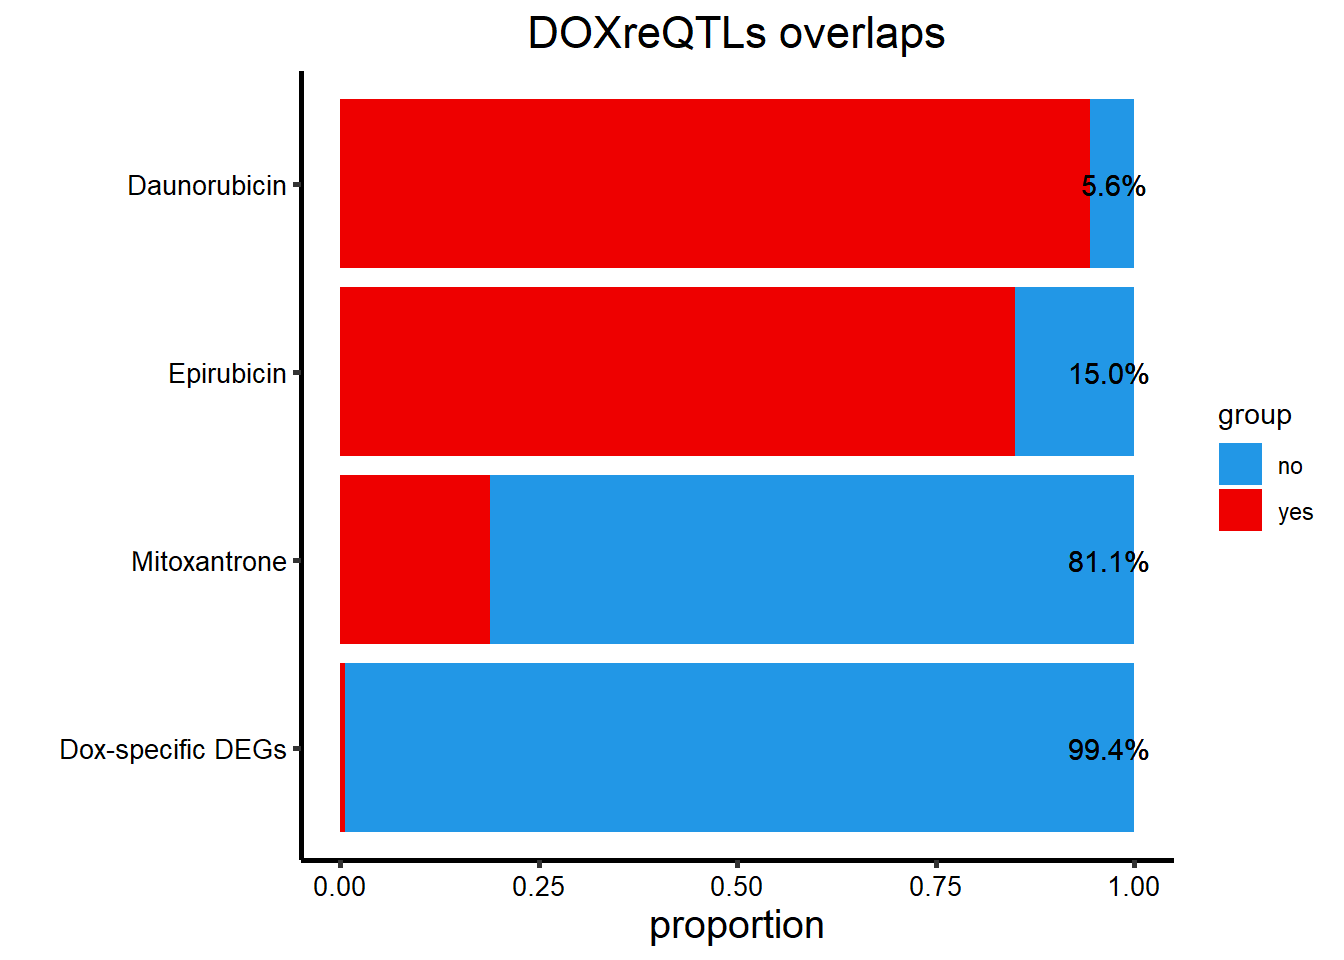 DOXreQTLs overlaps
Daunorubicin
5.6%
Epirubicin
15.0%
Mitoxantrone
81.1%
Dox-specific DEGs
99.4%
0.00 0.25 0.50 0.75 1.00
proportion
group
no
yes